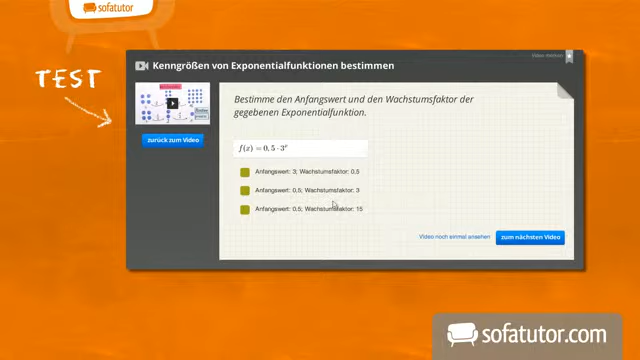 sofatutor
TEST
Kenngrößen von Exponentialfunktionen bestimmen
Video merken
zurück zum Video
Bestimme den Anfangswert und den Wachstumsfaktor der
gegebenen Exponentialfunktion.
f(x) = 0,5 · 3ˣ
Anfangswert: 3; Wachstumsfaktor: 0,5
Anfangswert: 0,5; Wachstumsfaktor: 3
Anfangswert: 0,5; Wachstumsfaktor: 15
Video noch einmal ansehen
zum nächsten Video
sofatutor.com